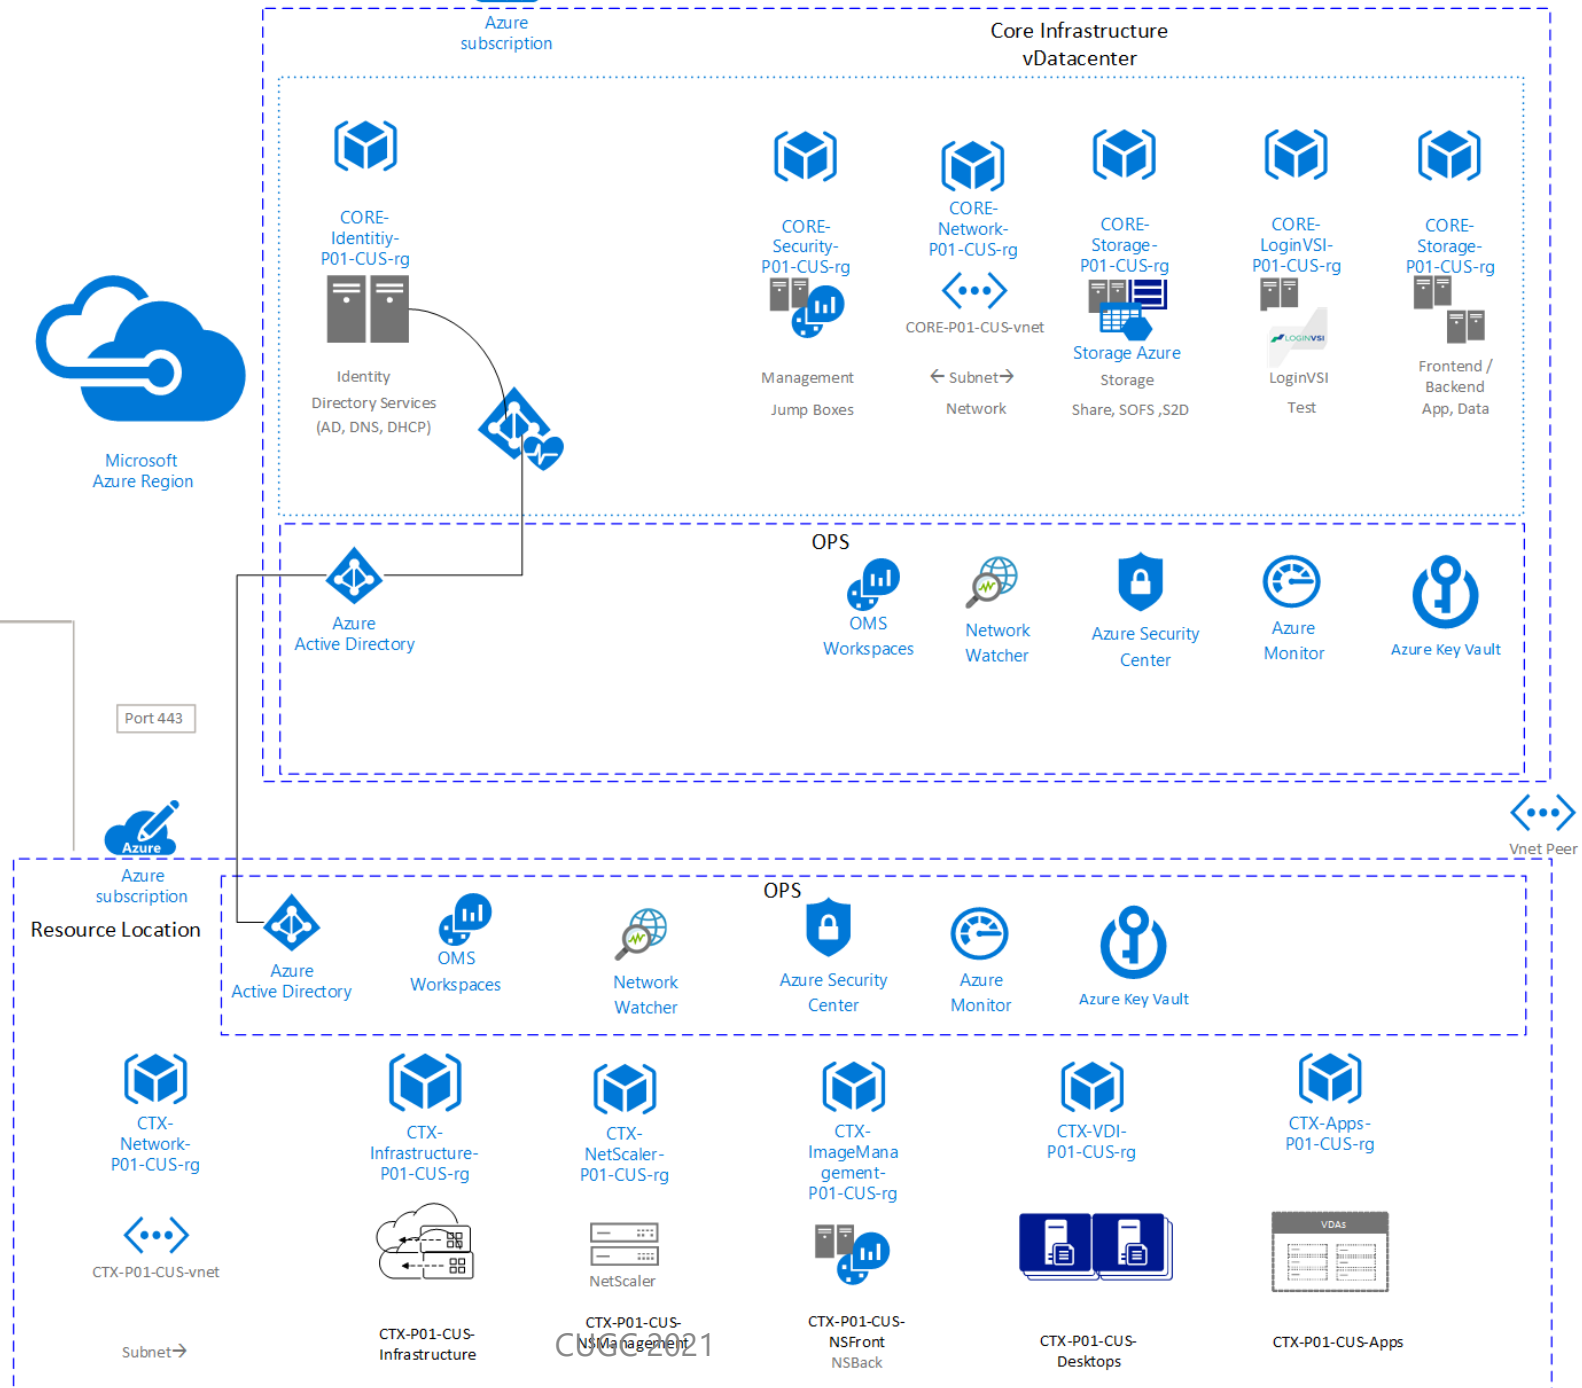 Azure
subscription
Core Infrastructure
vDatacenter
CORE-
Identitiy-
P01-CUS-rg
CORE-
Security-
P01-CUS-rg
CORE-
Network-
P01-CUS-rg
CORE-
Storage-
P01-CUS-rg
CORE-
LoginVSI-
P01-CUS-rg
CORE-
Storage-
P01-CUS-rg
CORE-P01-CUS-vnet
LOGINVSI
Storage Azure
Identity
Directory Services
(AD, DNS, DHCP)
Management
Jump Boxes
← Subnet→
Network
Storage
Share, SOFS ,S2D
LoginVSI
Test
Frontend /
Backend
App, Data
Microsoft
Azure Region
OPS
Azure
Active Directory
OMS
Workspaces
Network
Watcher
Azure Security
Center
Azure
Monitor
Azure Key Vault
Port 443
Azure
Azure
subscription
Vnet Peer
Resource Location
OPS
Azure
Active Directory
OMS
Workspaces
Network
Watcher
Azure Security
Center
Azure
Monitor
Azure Key Vault
CTX-
Network-
P01-CUS-rg
CTX-
Infrastructure-
P01-CUS-rg
CTX-
NetScaler-
P01-CUS-rg
CTX-
ImageMana
gement-
P01-CUS-rg
CTX-VDI-
P01-CUS-rg
CTX-Apps-
P01-CUS-rg
CTX-P01-CUS-vnet
NetScaler
VDAs
Subnet→
CTX-P01-CUS-
Infrastructure
CTX-P01-CUS-
NSManagement
CUGC 2021
CTX-P01-CUS-
NSFront
NSBack
CTX-P01-CUS-
Desktops
CTX-P01-CUS-Apps